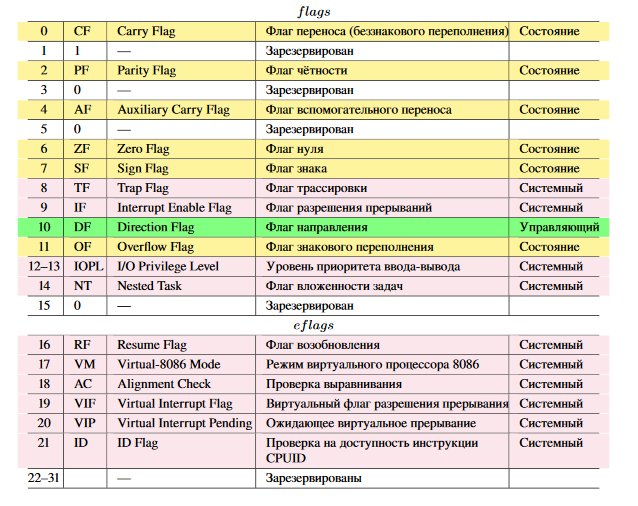 flags
0 CF Carry Flag Флаг переноса (беззнакового переполнения) Состояние
1 1 — Зарезервирован
2 PF Parity Flag Флаг чётности Состояние
3 0 — Зарезервирован
4 AF Auxiliary Carry Flag Флаг вспомогательного переноса Состояние
5 0 — Зарезервирован
6 ZF Zero Flag Флаг нуля Состояние
7 SF Sign Flag Флаг знака Состояние
8 TF Trap Flag Флаг трассировки Системный
9 IF Interrupt Enable Flag Флаг разрешения прерываний Системный
10 DF Direction Flag Флаг направления Управляющий
11 OF Overflow Flag Флаг знакового переполнения Состояние
12–13 IOPL I/O Privilege Level Уровень приоритета ввода-вывода Системный
14 NT Nested Task Флаг вложенности задач Системный
15 0 — Зарезервирован
eflags
16 RF Resume Flag Флаг возобновления Системный
17 VM Virtual-8086 Mode Режим виртуального процессора 8086 Системный
18 AC Alignment Check Проверка выравнивания Системный
19 VIF Virtual Interrupt Flag Виртуальный флаг разрешения прерывания Системный
20 VIP Virtual Interrupt Pending Ожидающее виртуальное прерывание Системный
21 ID ID Flag Проверка на доступность инструкции Системный
CPUID
22–31 — Зарезервированы